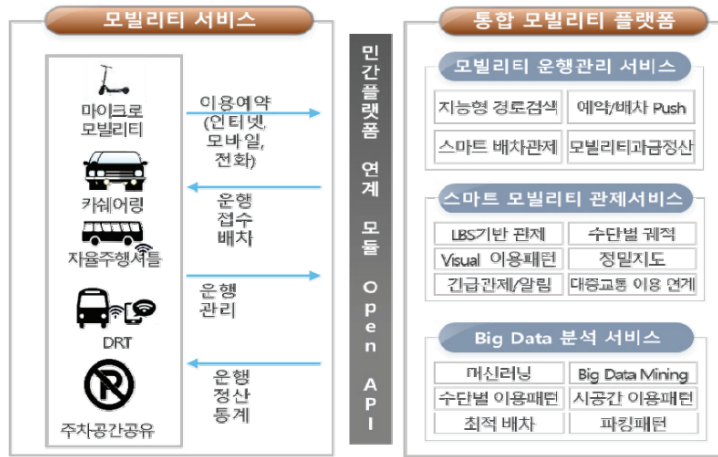 모빌리티 서비스
마이크로
모빌리티
카쉐어링
자율주행셔틀
DRT
주차공간공유
이용예약
(인터넷,
모바일,
전화)
운행
접수
배차
운행
관리
운행
정산
통계
민간플랫폼 연계 모듈 Open API
통합 모빌리티 플랫폼
모빌리티 운행관리 서비스
지능형 경로검색
예약/배차 Push
스마트 배차관제
모빌리티과금정산
스마트 모빌리티 관제서비스
LBS기반 관제
수단별 궤적
Visual 이용패턴
정밀지도
긴급관제/알림
대중교통 이용 연계
Big Data 분석 서비스
머신러닝
Big Data Mining
수단별 이용패턴
시공간 이용패턴
최적 배차
파킹패턴